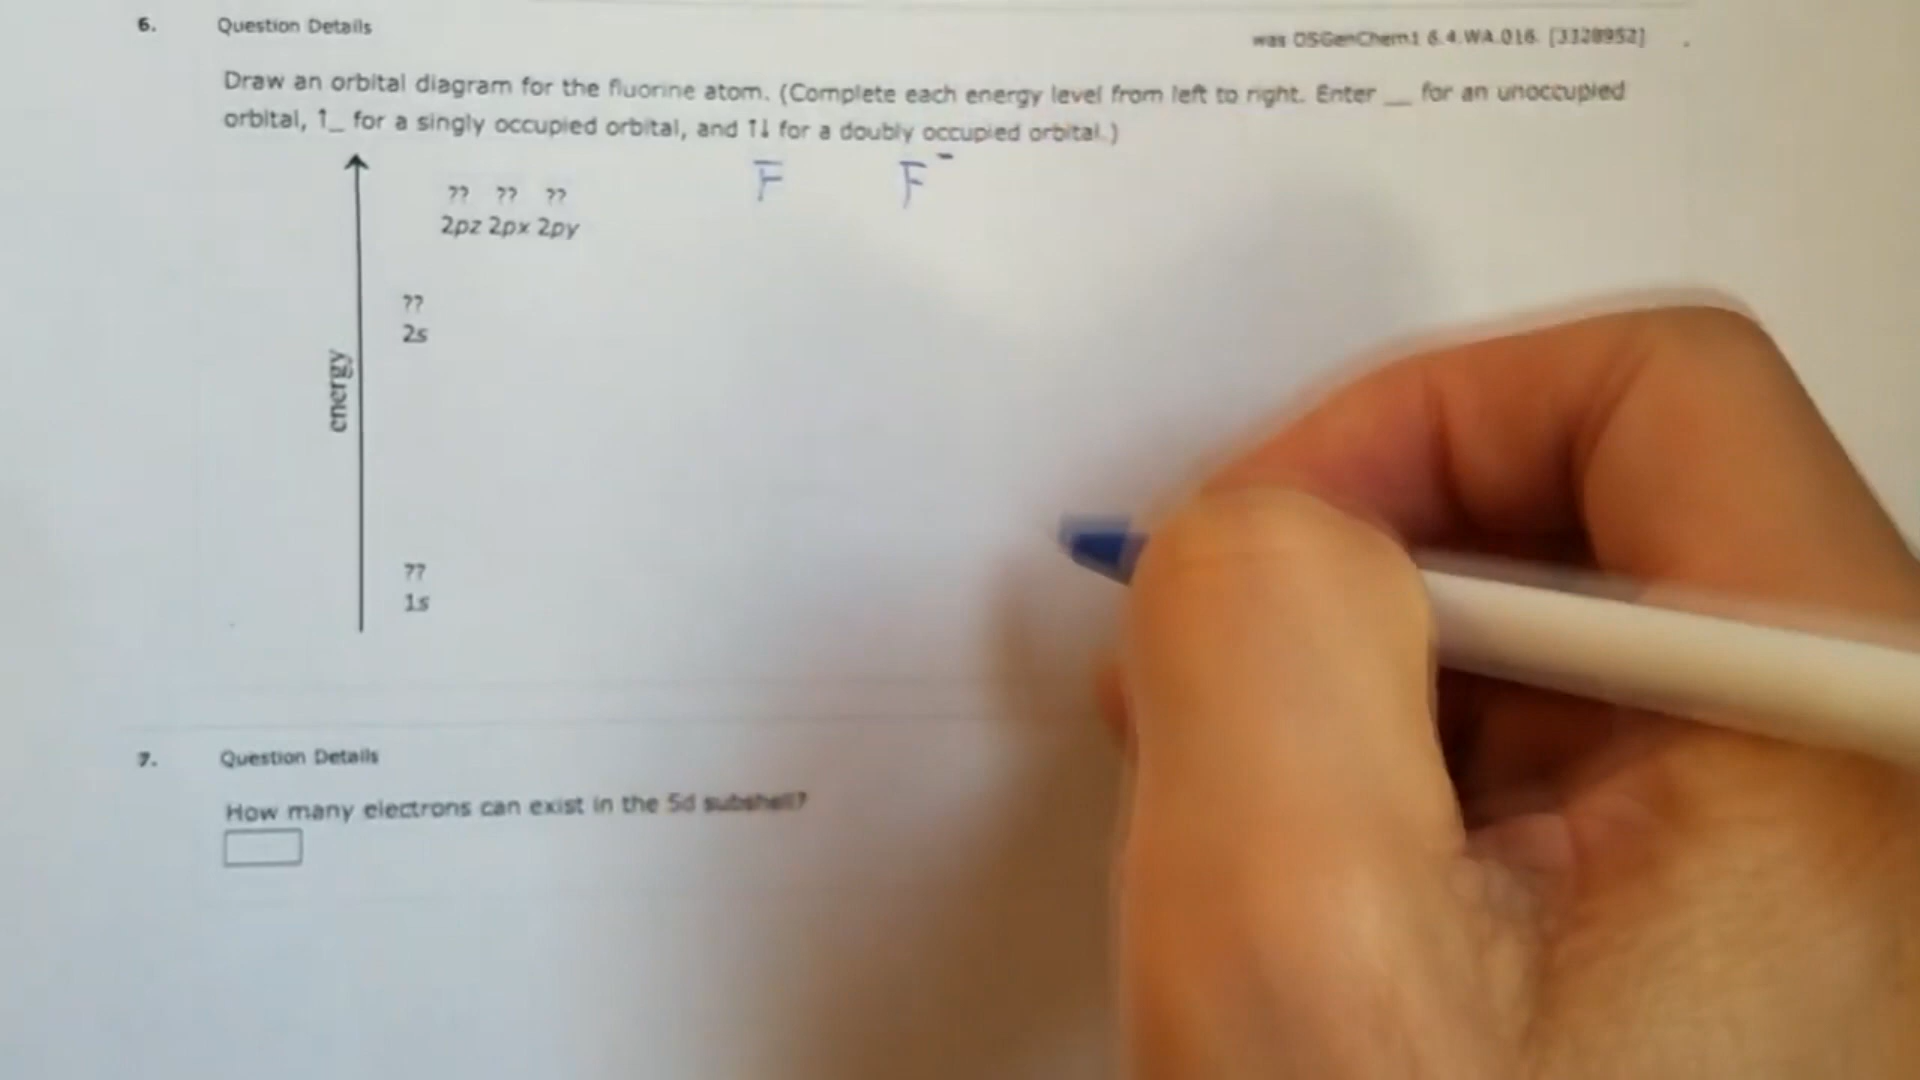 6. Question Details was OSGenChem1 6.4.WA.016. [3328952]
Draw an orbital diagram for the fluorine atom. (Complete each energy level from left to right. Enter __ for an unoccupied
orbital, ↑_ for a singly occupied orbital, and ↑↓ for a doubly occupied orbital.)
F F⁻
?? ?? ??
2pz 2px 2py
??
2s
energy
??
1s
7. Question Details
How many electrons can exist in the 5d subshell?